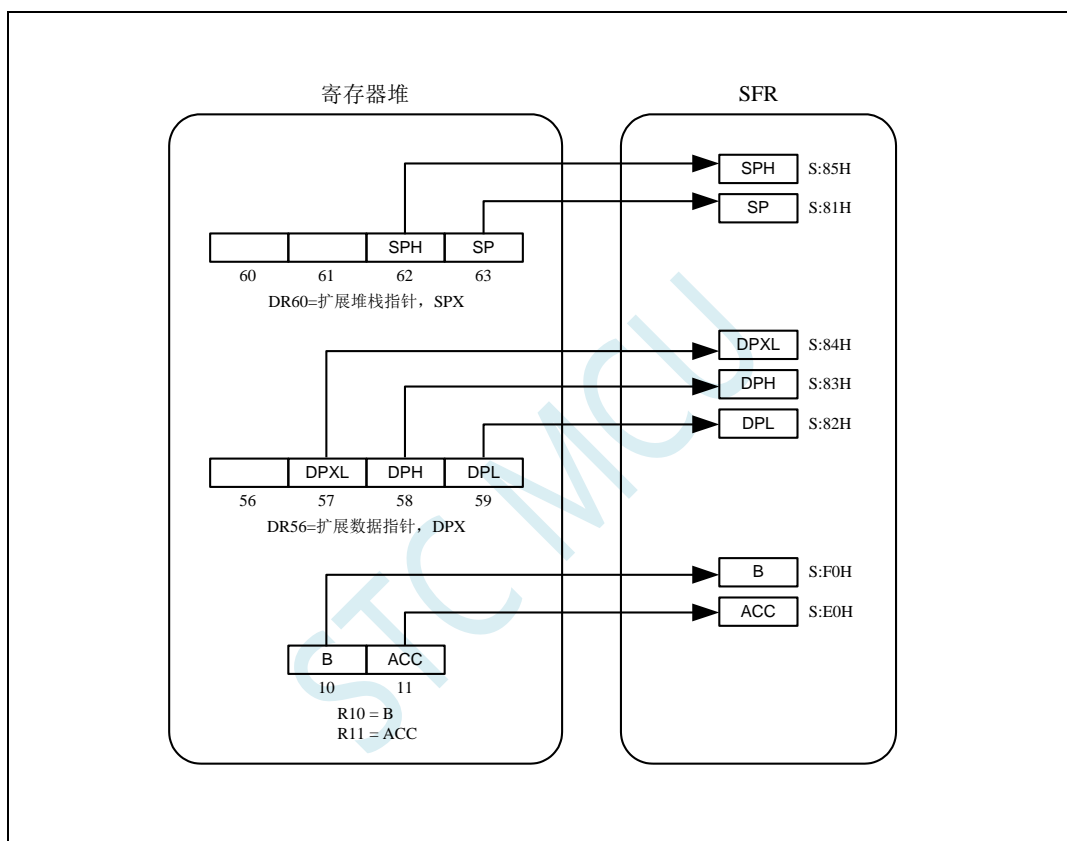 寄存器堆
SFR
SPH S:85H
SP S:81H
SPH SP
60 61 62 63
DR60=扩展堆栈指针，SPX
DPXL S:84H
DPH S:83H
DPL S:82H
DPXL DPH DPL
56 57 58 59
DR56=扩展数据指针，DPX
B S:F0H
ACC S:E0H
B ACC
10 11
R10 = B
R11 = ACC
STC MCU